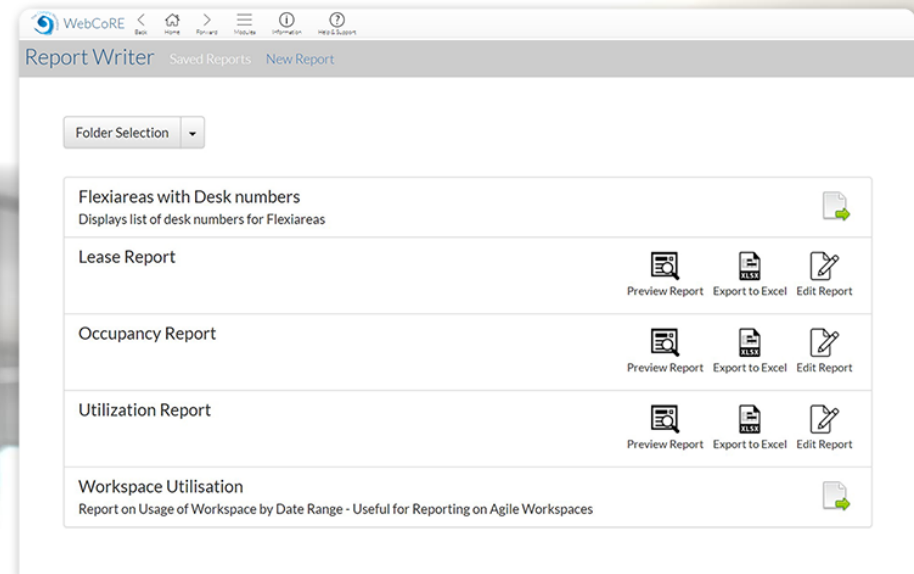 WebCoRE
Back Home Forward Modules Information Help & Support
Report Writer Saved Reports New Report
Folder Selection
Flexiareas with Desk numbers
Displays list of desk numbers for Flexiareas
Lease Report
XLSX
Preview Report Export to Excel Edit Report
Occupancy Report
XLSX
Preview Report Export to Excel Edit Report
Utilization Report
XLSX
Preview Report Export to Excel Edit Report
Workspace Utilisation
Report on Usage of Workspace by Date Range - Useful for Reporting on Agile Workspaces